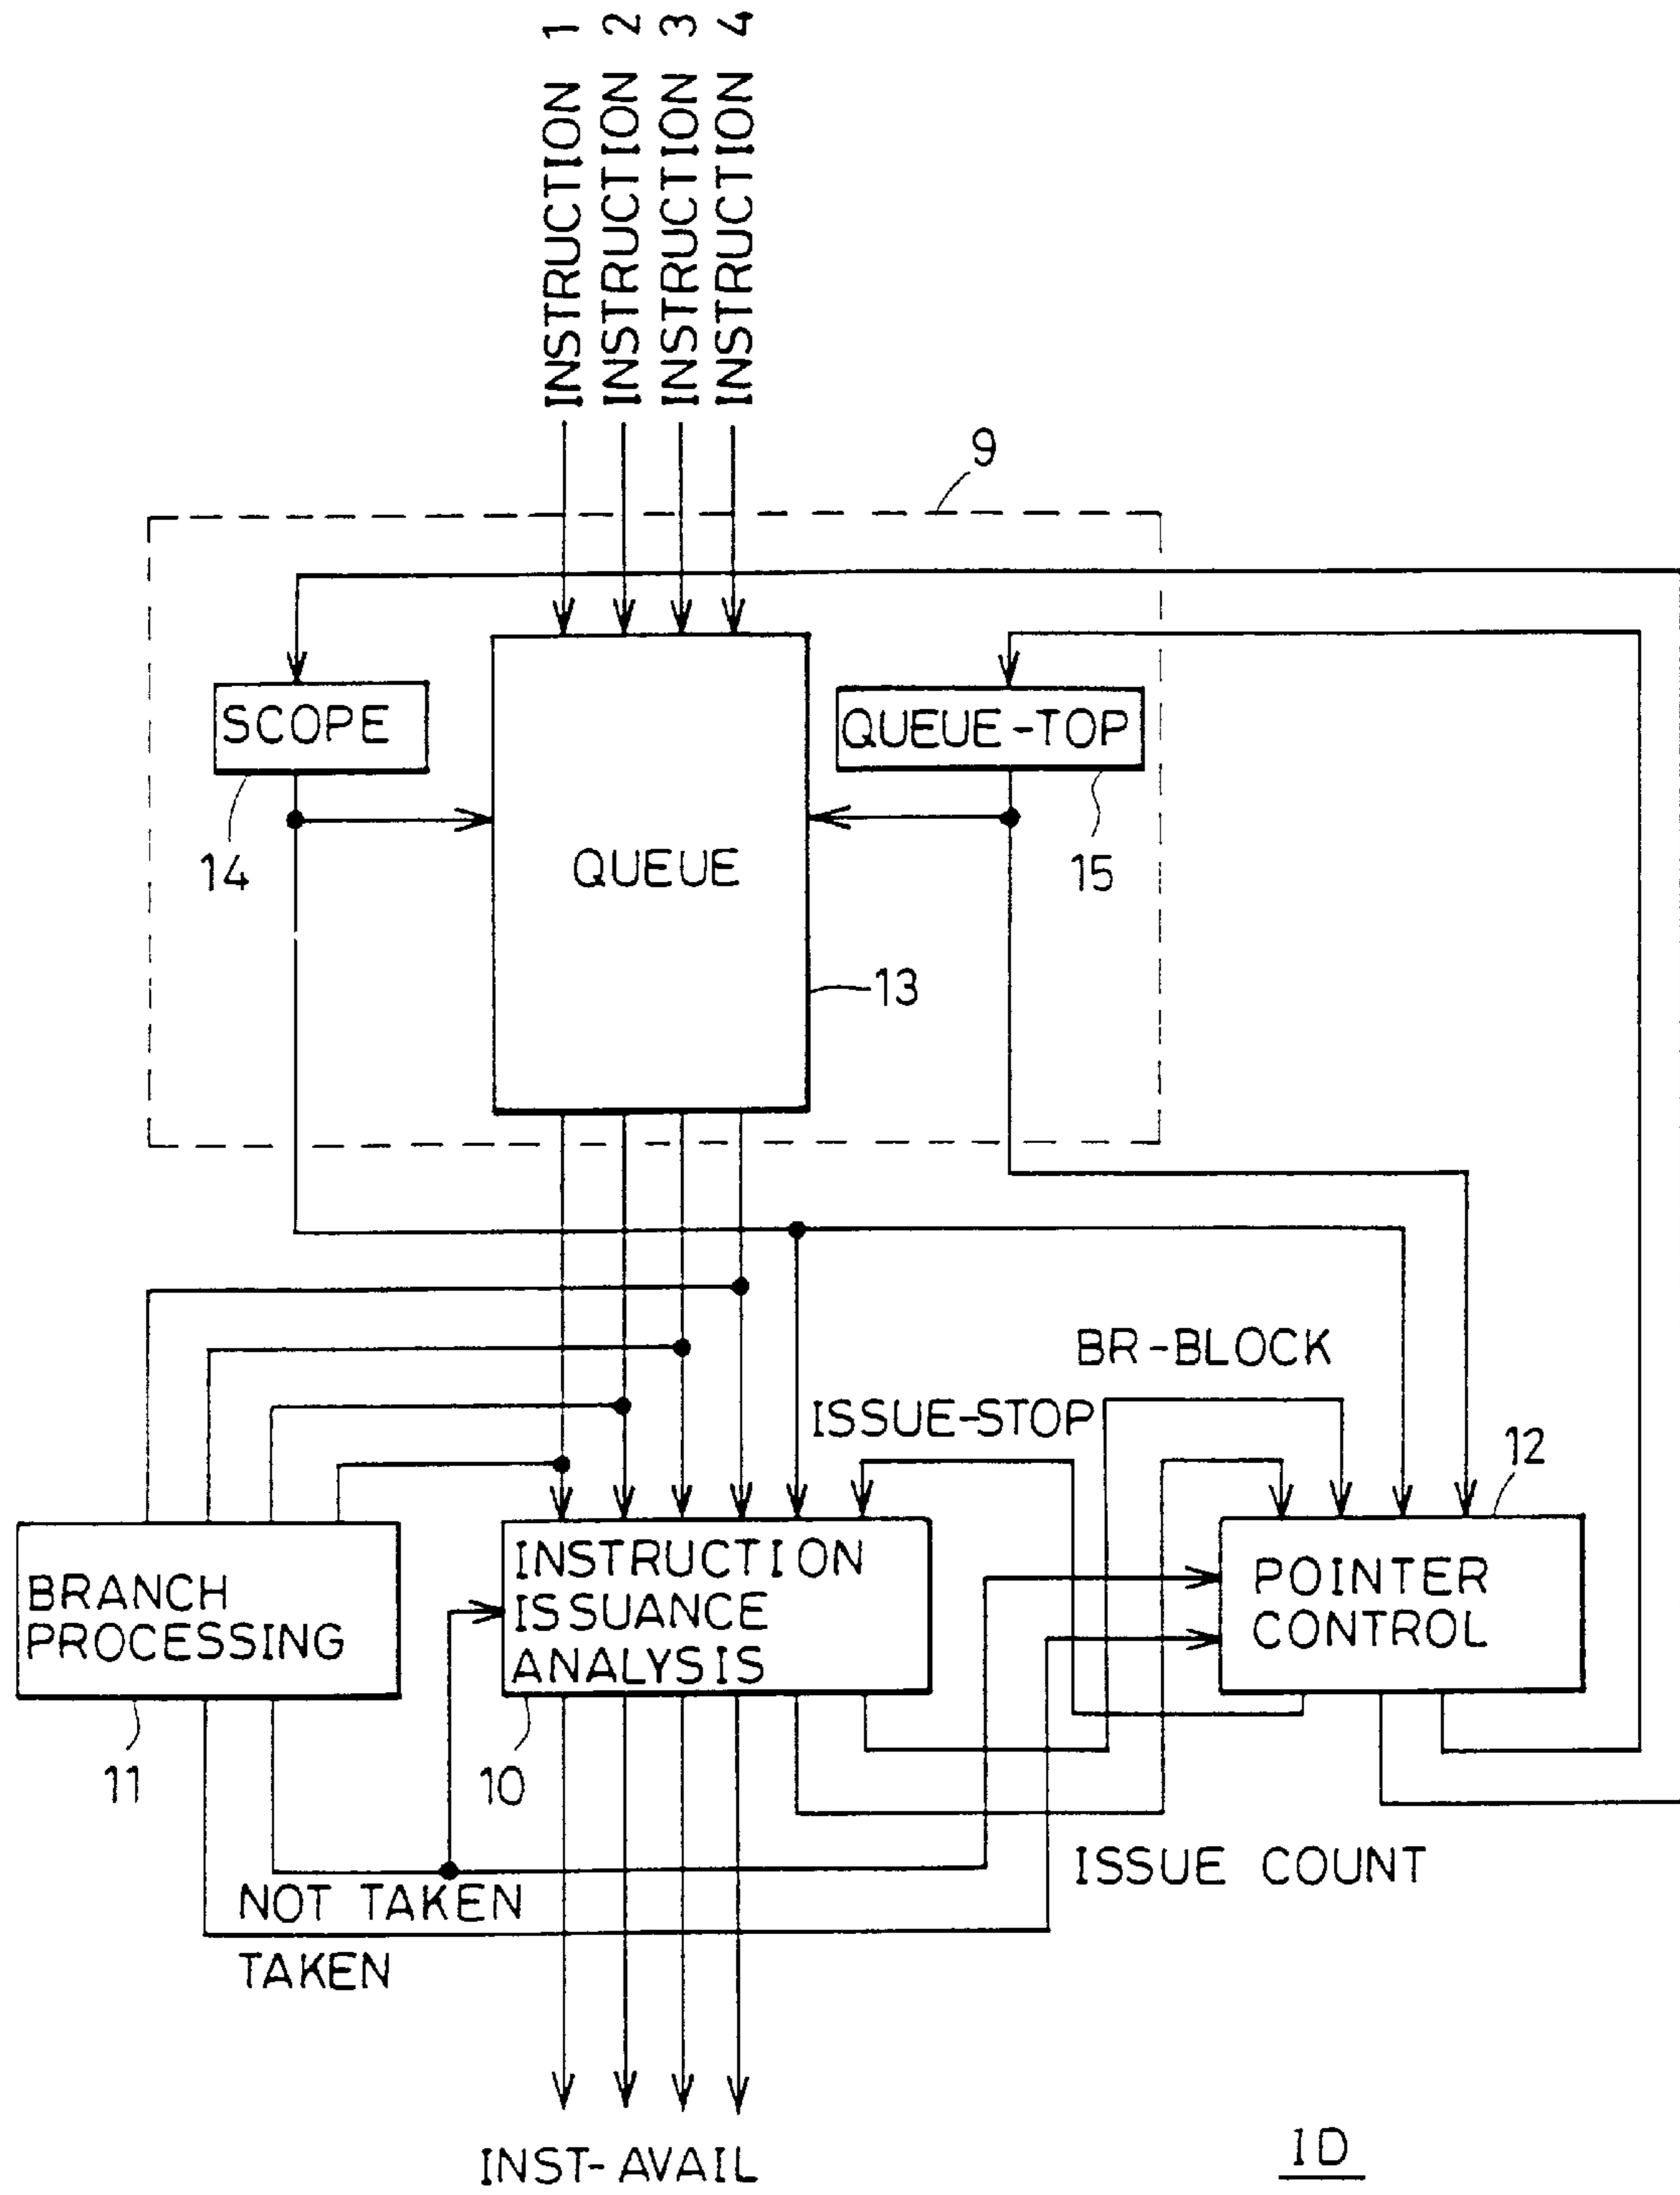 INSTRUCTION 1
INSTRUCTION 2
INSTRUCTION 3
INSTRUCTION 4
9
SCOPE
QUEUE-TOP
14
QUEUE
15
13
BR-BLOCK
ISSUE-STOP
12
BRANCH
PROCESSING
INSTRUCTION
ISSUANCE
ANALYSIS
POINTER
CONTROL
11
10
ISSUE COUNT
NOT TAKEN
TAKEN
INST-AVAIL
1D